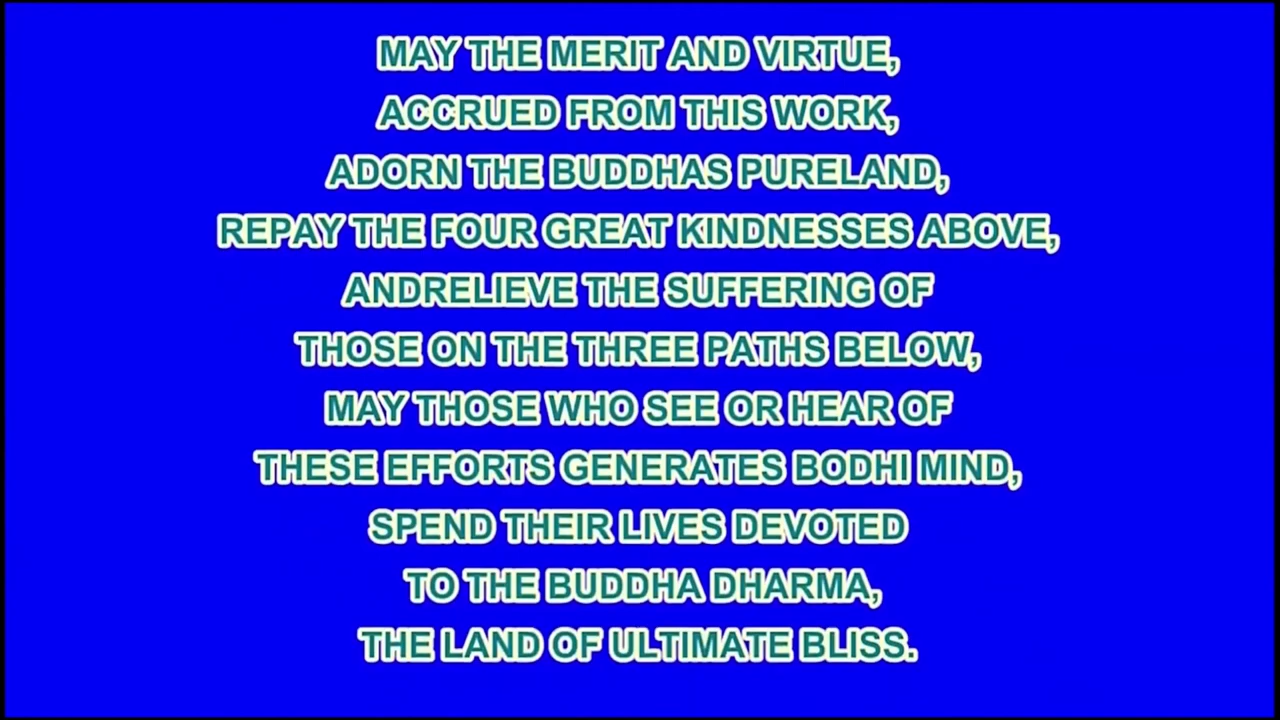 MAY THE MERIT AND VIRTUE,
ACCRUED FROM THIS WORK,
ADORN THE BUDDHAS PURELAND,
REPAY THE FOUR GREAT KINDNESSES ABOVE,
ANDRELIEVE THE SUFFERING OF
THOSE ON THE THREE PATHS BELOW,
MAY THOSE WHO SEE OR HEAR OF
THESE EFFORTS GENERATES BODHI MIND,
SPEND THEIR LIVES DEVOTED
TO THE BUDDHA DHARMA,
THE LAND OF ULTIMATE BLISS.